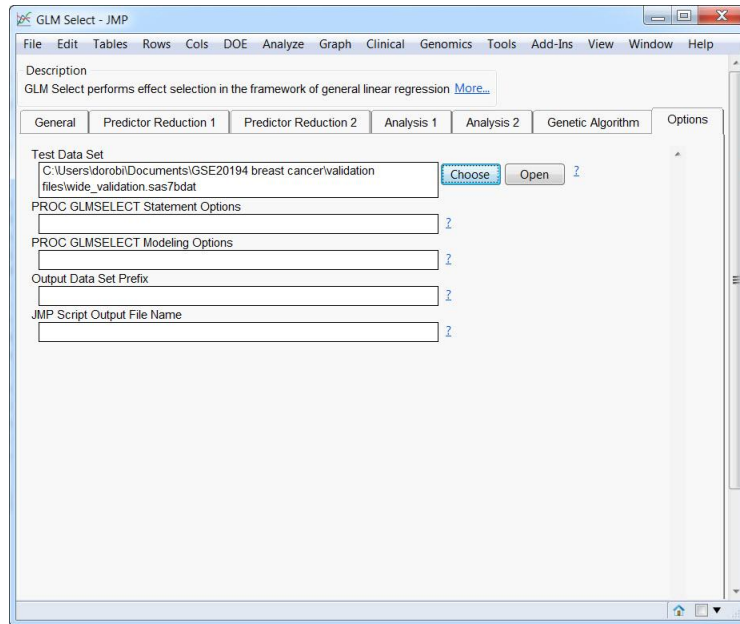 GLM Select - JMP
File Edit Tables Rows Cols DOE Analyze Graph Clinical Genomics Tools Add-Ins View Window Help
Description
GLM Select performs effect selection in the framework of general linear regression More...
General Predictor Reduction 1 Predictor Reduction 2 Analysis 1 Analysis 2 Genetic Algorithm Options
Test Data Set
C:\Users\dorobi\Documents\GSE20194 breast cancer\validation
files\wide_validation.sas7bdat
Choose Open ?
PROC GLMSELECT Statement Options
?
PROC GLMSELECT Modeling Options
?
Output Data Set Prefix
?
JMP Script Output File Name
?